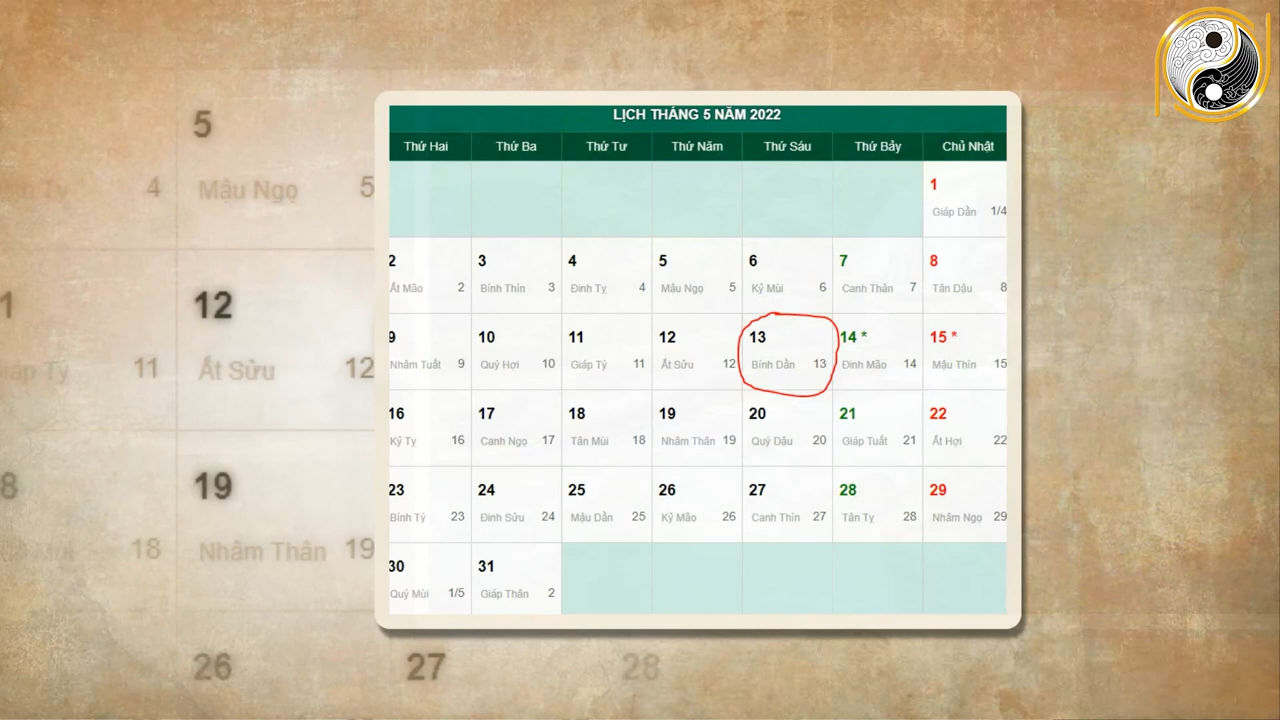 LỊCH THÁNG 5 NĂM 2022
Thứ Hai Thứ Ba Thứ Tư Thứ Năm Thứ Sáu Thứ Bảy Chủ Nhật
1
Giáp Dần 1/4
2 3 4 5 6 7 8
Ất Mão 2 Bính Thìn 3 Đinh Tỵ 4 Mậu Ngọ 5 Kỷ Mùi 6 Canh Thân 7 Tân Dậu 8
9 10 11 12 13 14 * 15 *
Nhâm Tuất 9 Quý Hợi 10 Giáp Tý 11 Ất Sửu 12 Bính Dần 13 Đinh Mão 14 Mậu Thìn 15
16 17 18 19 20 21 22
Kỷ Tỵ 16 Canh Ngọ 17 Tân Mùi 18 Nhâm Thân 19 Quý Dậu 20 Giáp Tuất 21 Ất Hợi 22
23 24 25 26 27 28 29
Bính Tý 23 Đinh Sửu 24 Mậu Dần 25 Kỷ Mão 26 Canh Thìn 27 Tân Tỵ 28 Nhâm Ngọ 29
30 31
Quý Mùi 1/5 Giáp Thân 2
5
4 Mậu Ngọ 5
12
11 Ất Sửu 12
19
18 Nhâm Thân 19
26 27 28